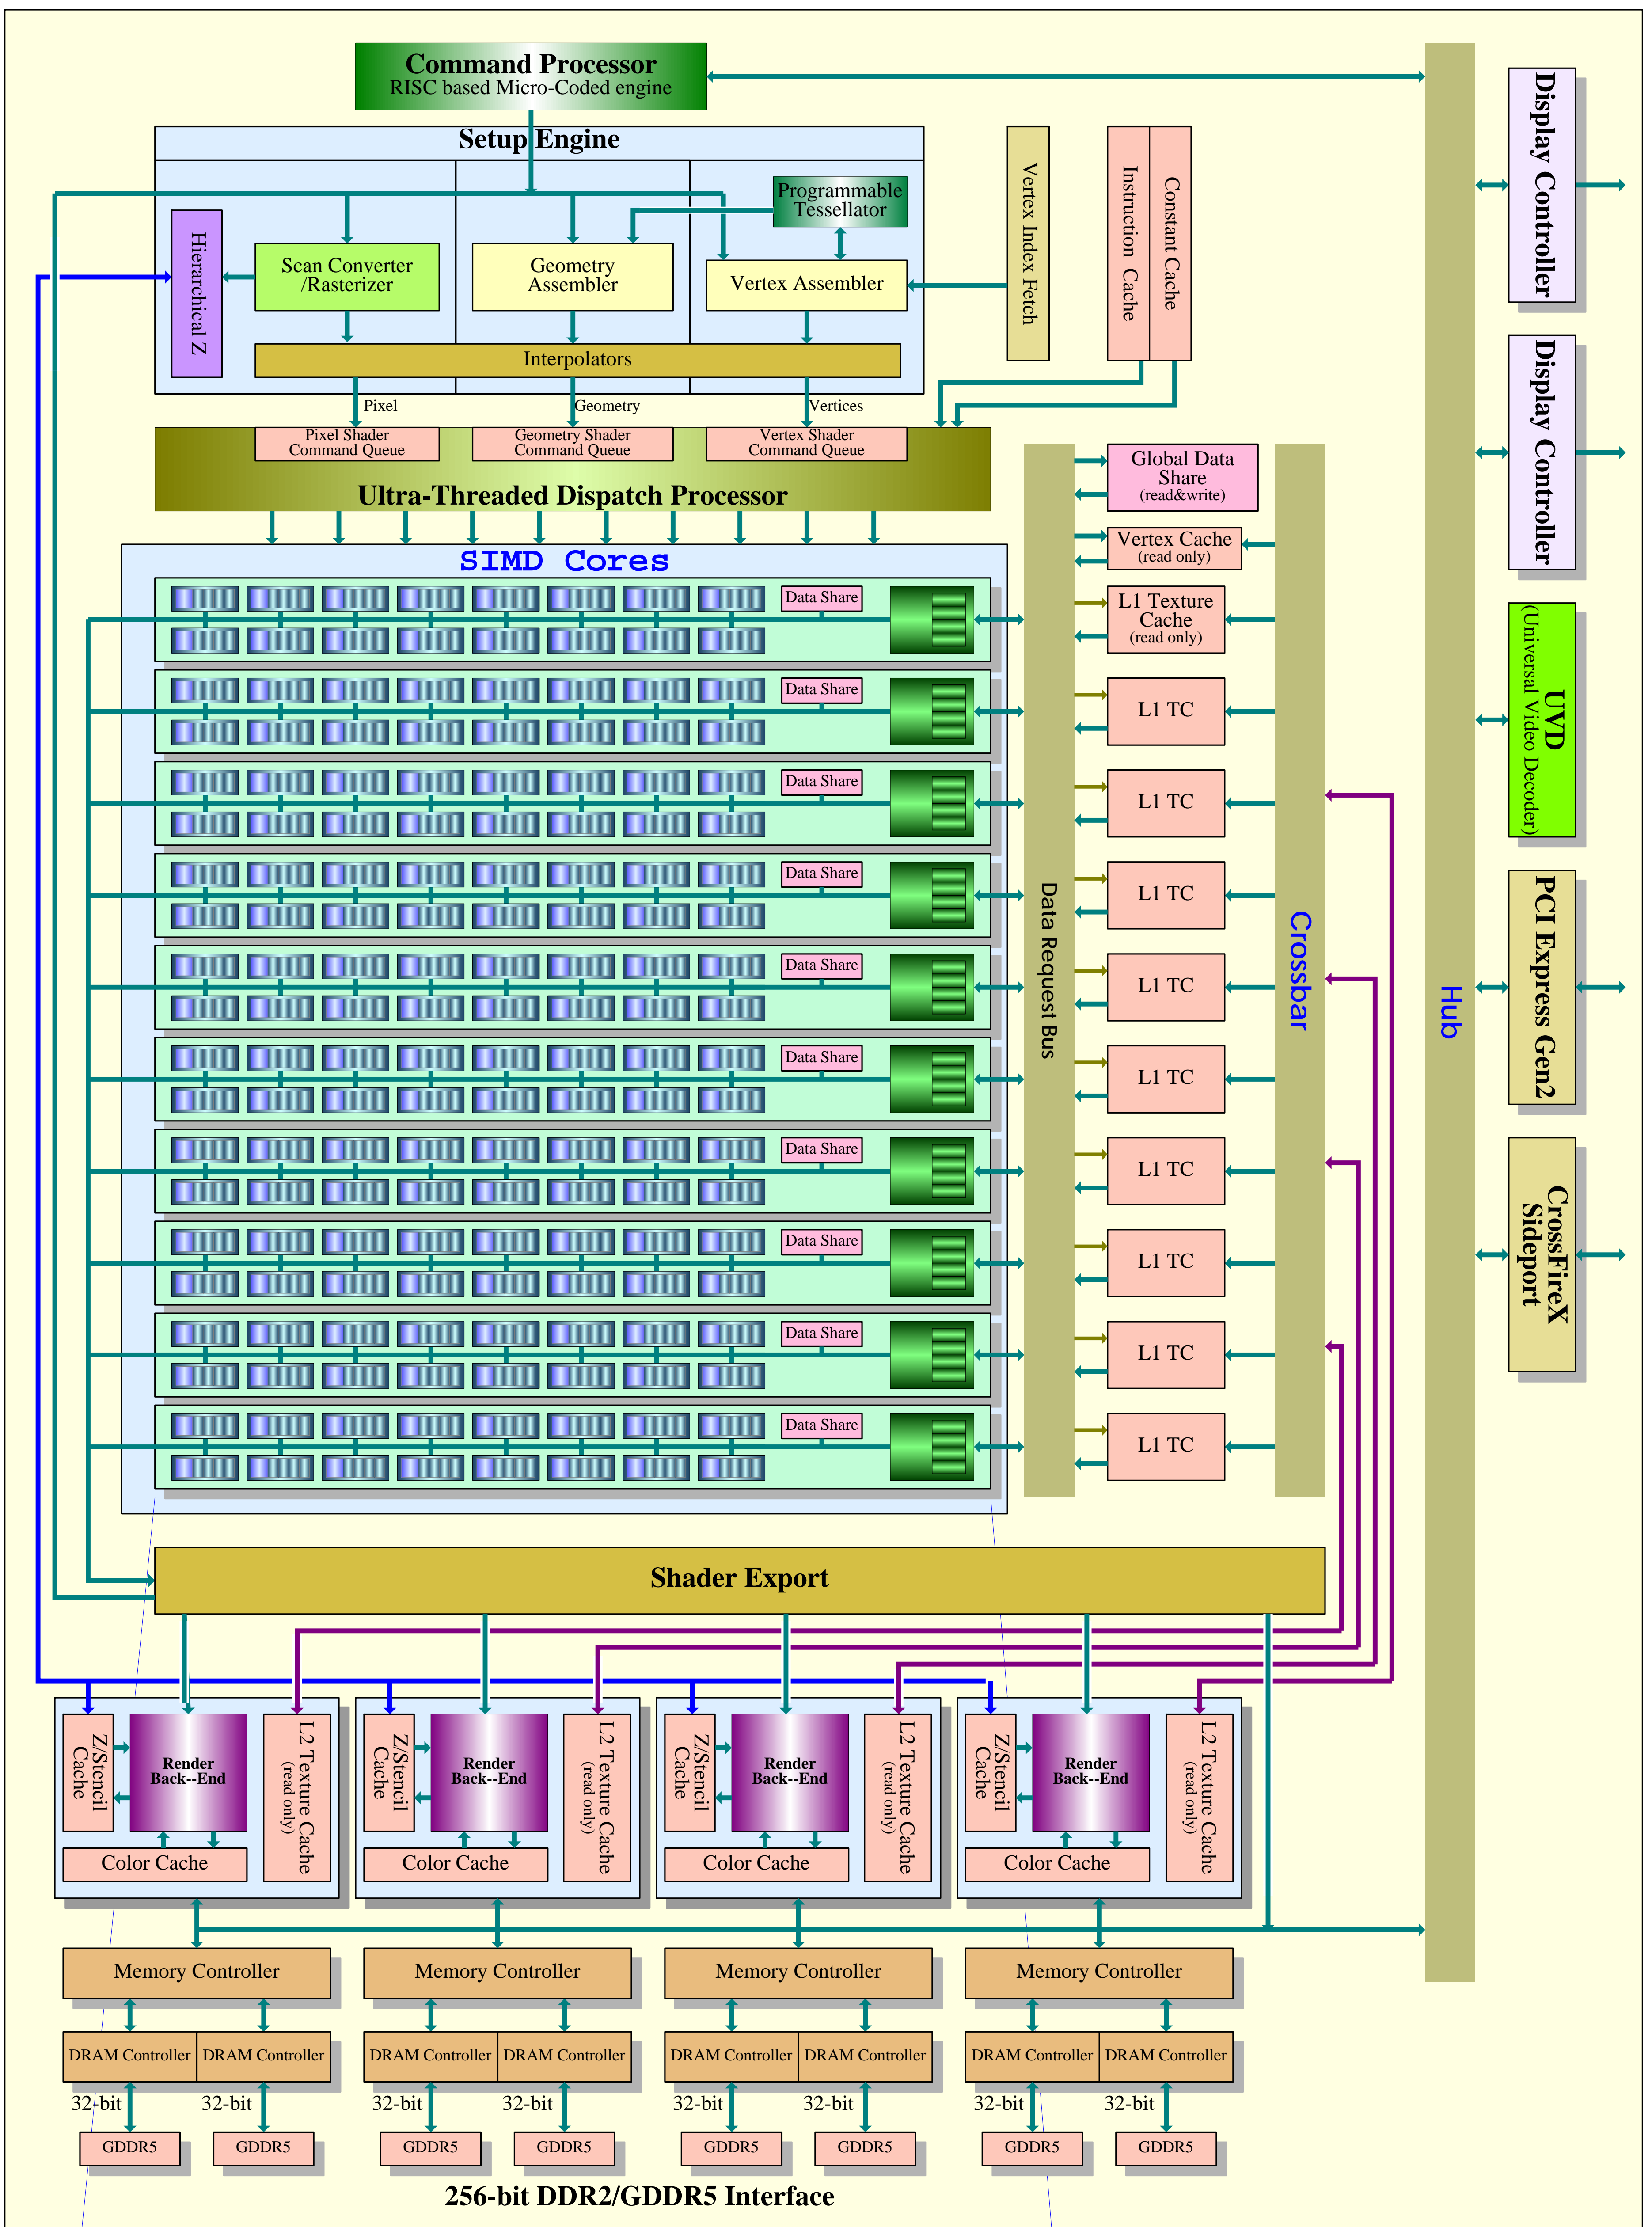 Command Processor
RISC based Micro-Coded engine
Setup Engine
Programmable
Tessellator
Hierarchical Z
Scan Converter
/Rasterizer
Geometry
Assembler
Vertex Assembler
Interpolators
Vertex Index Fetch
Instruction Cache
Constant Cache
Pixel
Geometry
Vertices
Pixel Shader
Command Queue
Geometry Shader
Command Queue
Vertex Shader
Command Queue
Ultra-Threaded Dispatch Processor
SIMD Cores
Data Share
Data Share
Data Share
Data Share
Data Share
Data Share
Data Share
Data Share
Data Share
Data Share
Data Request Bus
Global Data
Share
(read&write)
Vertex Cache
(read only)
L1 Texture
Cache
(read only)
L1 TC
L1 TC
L1 TC
L1 TC
L1 TC
L1 TC
L1 TC
L1 TC
L1 TC
Crossbar
Hub
Display Controller
Display Controller
UVD
(Universal Video Decoder)
PCI Express Gen2
CrossFireX
Sideport
Shader Export
Z/Stencil
Cache
Render
Back--End
L2 Texture Cache
(read only)
Color Cache
Z/Stencil
Cache
Render
Back--End
L2 Texture Cache
(read only)
Color Cache
Z/Stencil
Cache
Render
Back--End
L2 Texture Cache
(read only)
Color Cache
Z/Stencil
Cache
Render
Back--End
L2 Texture Cache
(read only)
Color Cache
Memory Controller
Memory Controller
Memory Controller
Memory Controller
DRAM Controller
DRAM Controller
DRAM Controller
DRAM Controller
DRAM Controller
DRAM Controller
DRAM Controller
DRAM Controller
32-bit
32-bit
32-bit
32-bit
32-bit
32-bit
32-bit
32-bit
GDDR5
GDDR5
GDDR5
GDDR5
GDDR5
GDDR5
GDDR5
GDDR5
256-bit DDR2/GDDR5 Interface